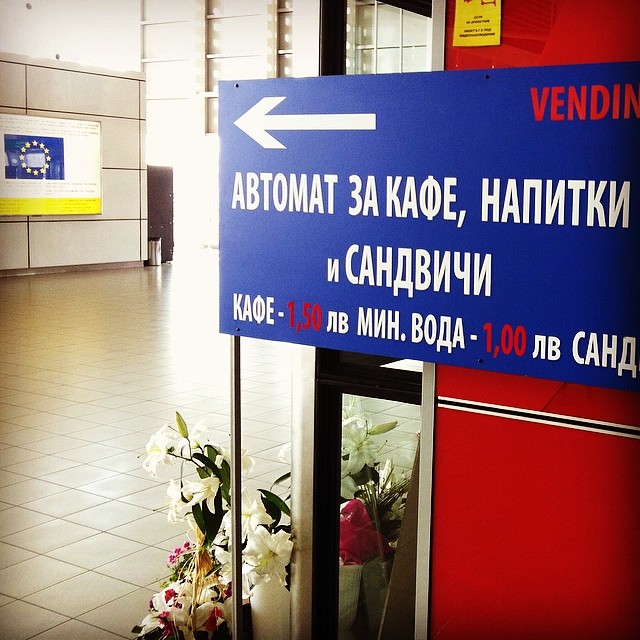 VENDIN
АВТОМАТ ЗА КАФЕ, НАПИТКИ
и САНДВИЧИ
КАФЕ - 1,50 лв МИН. ВОДА - 1,00 лв САНД